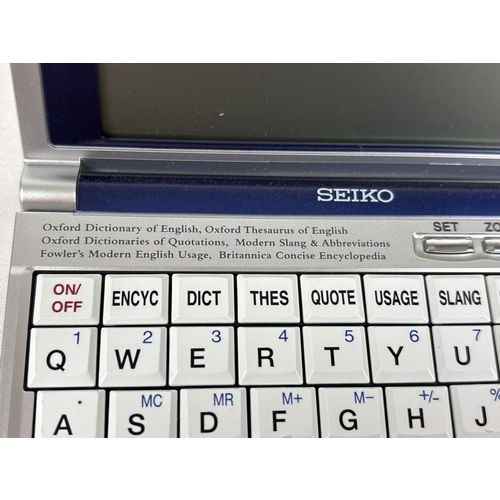 SEIKO
Oxford Dictionary of English, Oxford Thesaurus of English
Oxford Dictionaries of Quotations, Modern Slang & Abbreviations
Fowler's Modern English Usage, Britannica Concise Encyclopedia
SET ZO
ON/
OFF ENCYC DICT THES QUOTE USAGE SLANG
1 2 3 4 5 6 7
Q W E R T Y U
. MC MR M+ M− +/− %
A S D F G H J